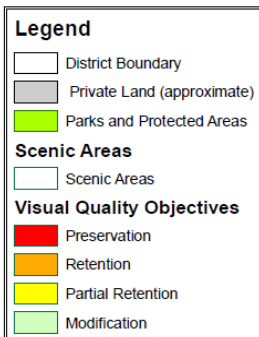 Legend
District Boundary
Private Land (approximate)
Parks and Protected Areas
Scenic Areas
Scenic Areas
Visual Quality Objectives
Preservation
Retention
Partial Retention
Modification